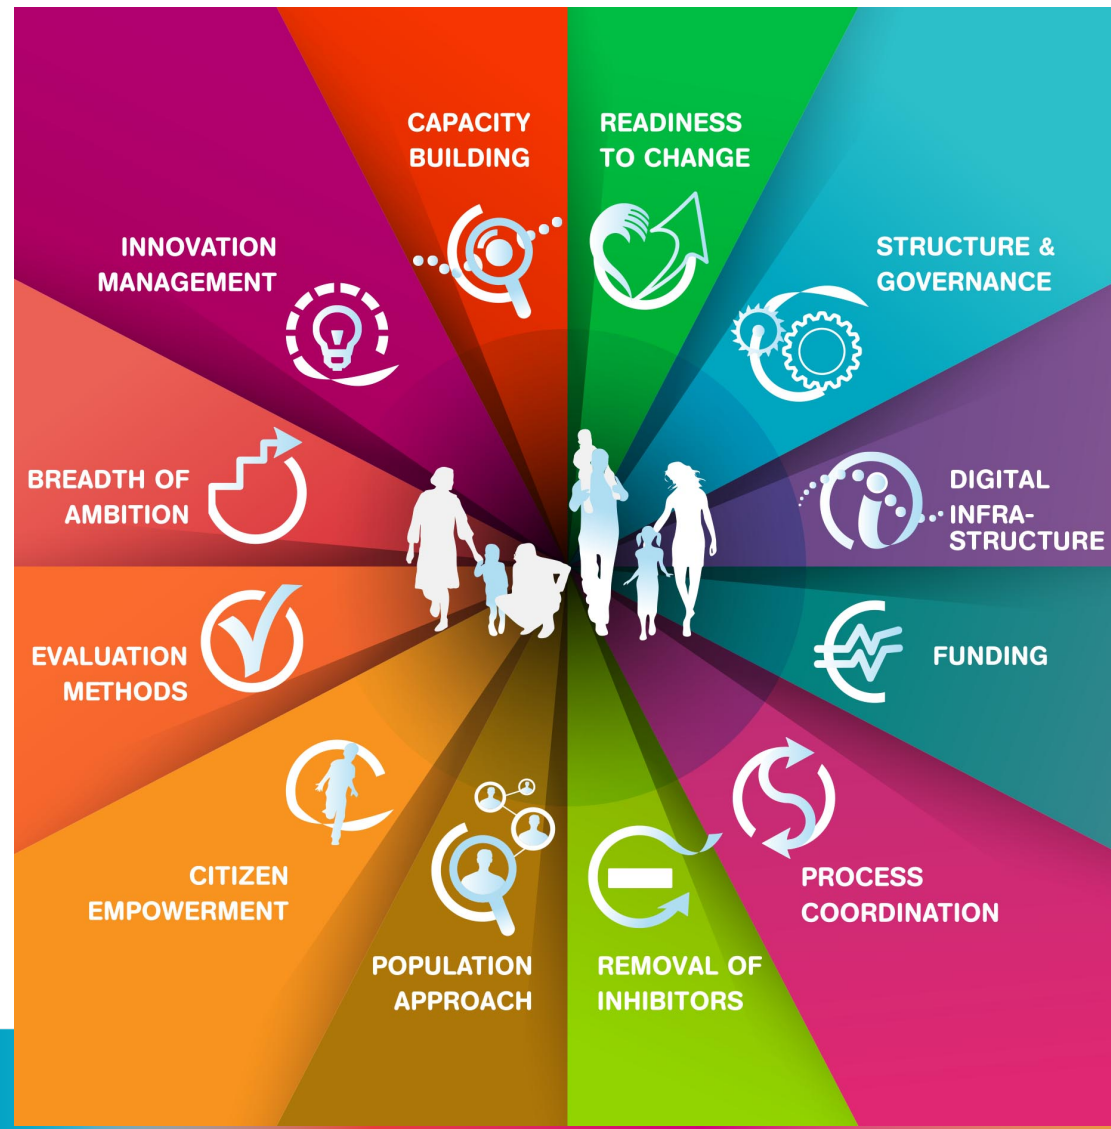 CAPACITY
BUILDING
READINESS
TO CHANGE
STRUCTURE &
GOVERNANCE
DIGITAL
INFRA-
STRUCTURE
FUNDING
PROCESS
COORDINATION
REMOVAL OF
INHIBITORS
POPULATION
APPROACH
CITIZEN
EMPOWERMENT
EVALUATION
METHODS
BREADTH OF
AMBITION
INNOVATION
MANAGEMENT